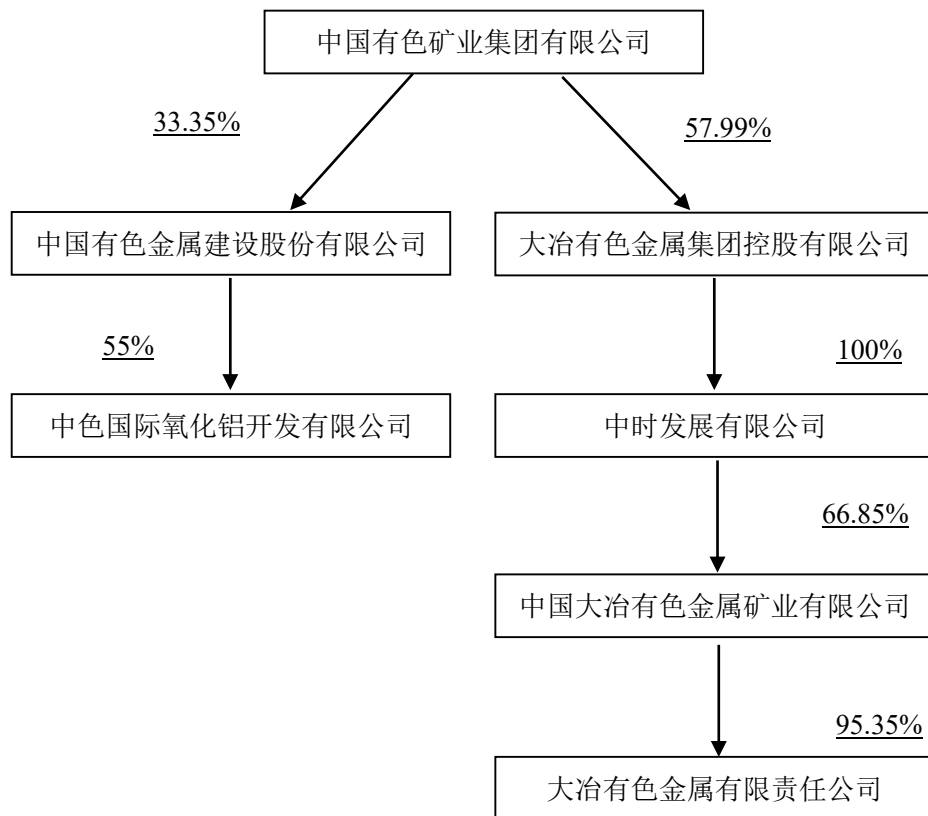 中国有色矿业集团有限公司
33.35%
57.99%
中国有色金属建设股份有限公司
大冶有色金属集团控股有限公司
55%
100%
中色国际氧化铝开发有限公司
中时发展有限公司
66.85%
中国大冶有色金属矿业有限公司
95.35%
大冶有色金属有限责任公司